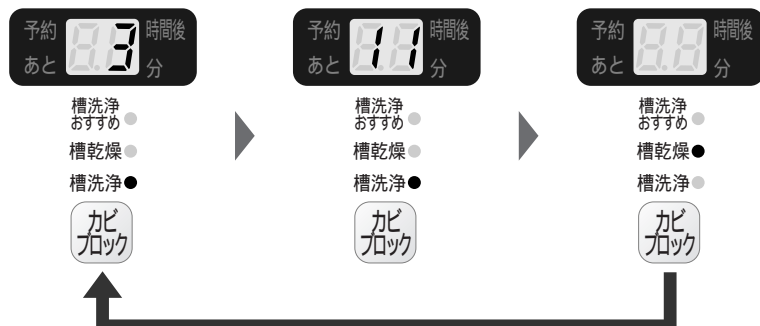 予約 3 時間後
あと 分
槽洗浄
おすすめ
槽乾燥
槽洗浄
カビ
ブロック
予約 11 時間後
あと 分
槽洗浄
おすすめ
槽乾燥
槽洗浄
カビ
ブロック
予約 時間後
あと 分
槽洗浄
おすすめ
槽乾燥
槽洗浄
カビ
ブロック